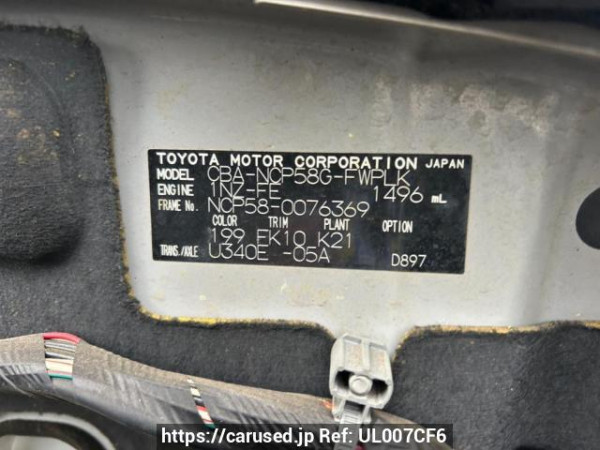 TOYOTA MOTOR CORPORATION JAPAN
MODEL CBA-NCP58G-FWPLK
ENGINE 1NZ-FE 1496 mL
FRAME No. NCP58-0076369
COLOR TRIM PLANT OPTION
199 FK10 K21
TRANS./AXLE U340E -05A D897
https://carused.jp Ref: UL007CF6